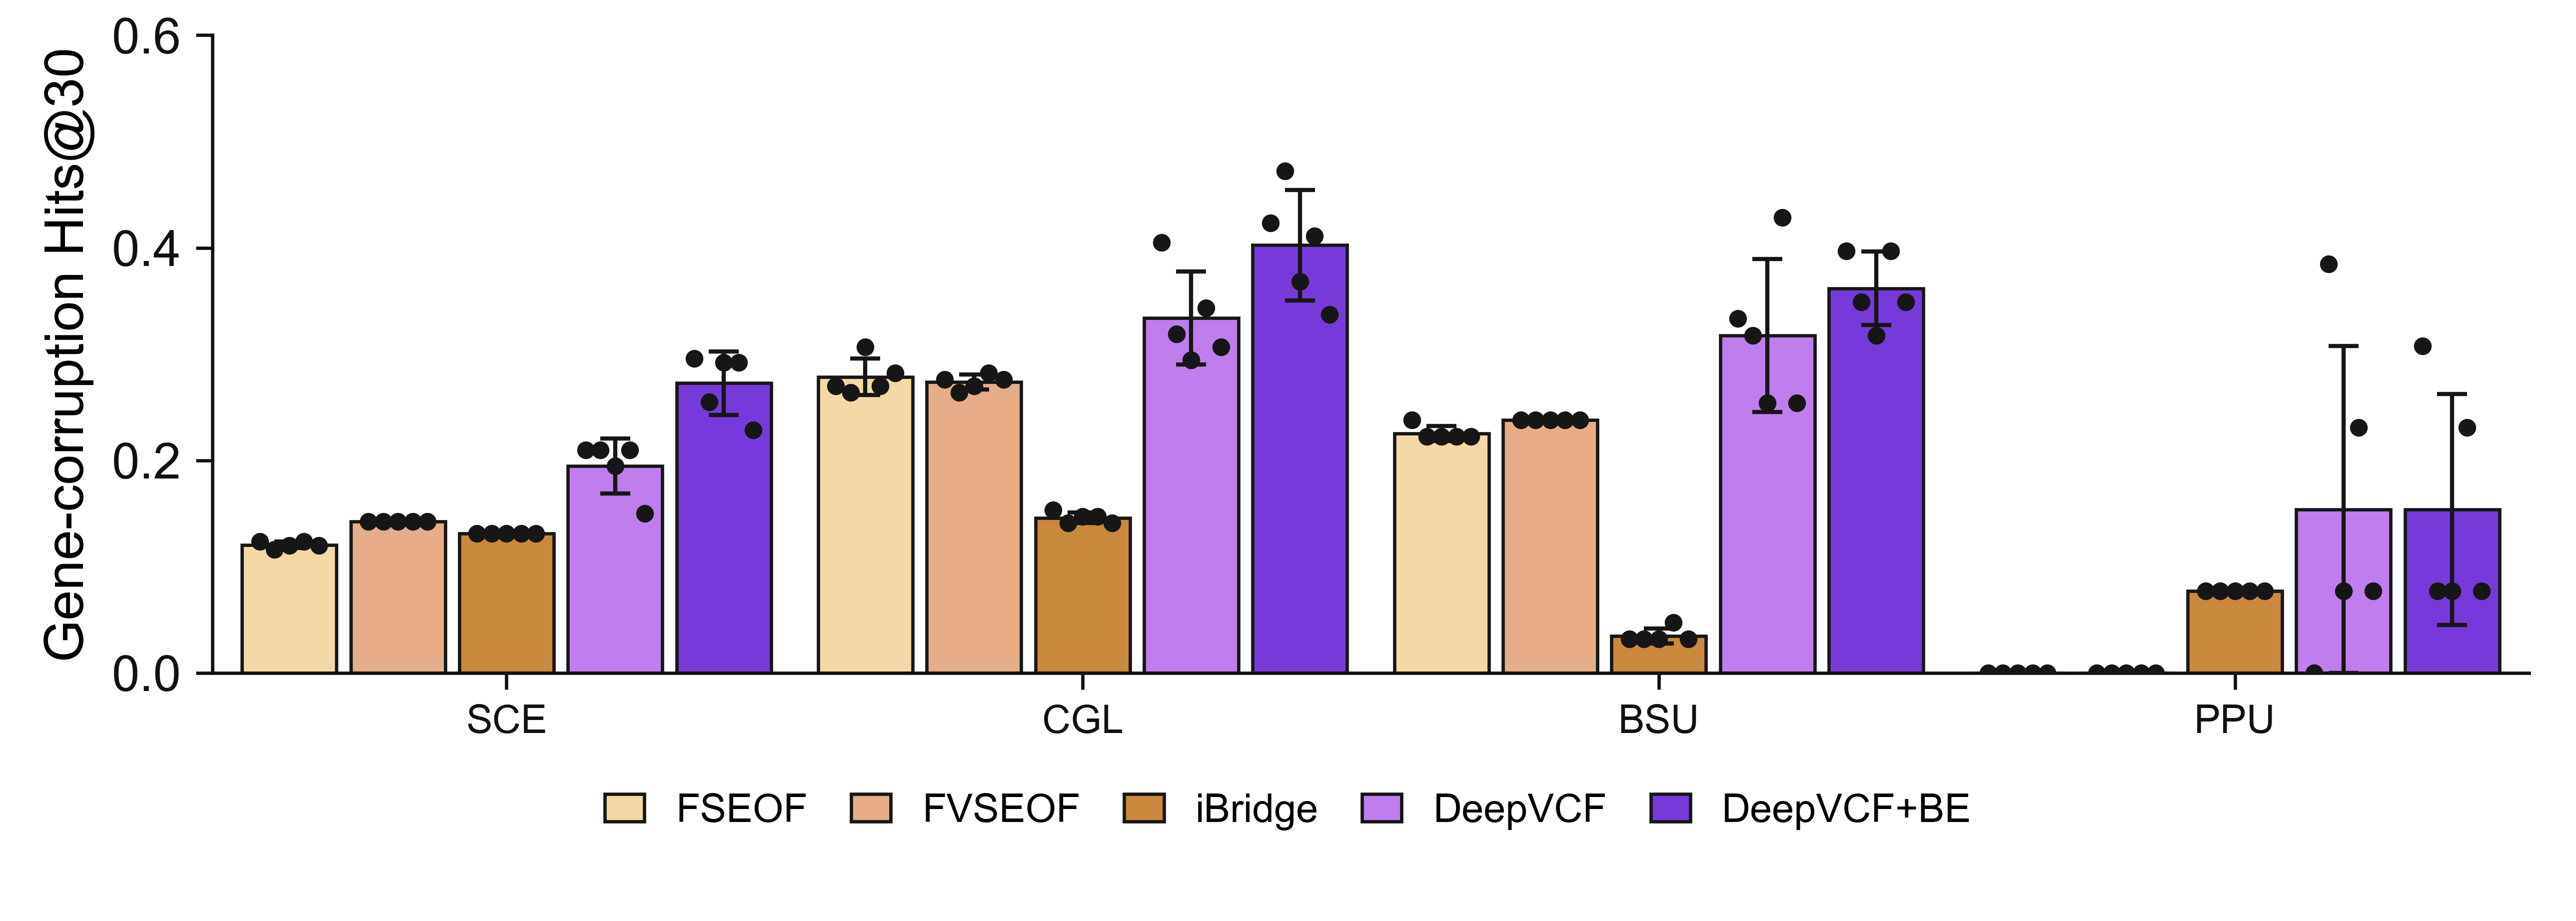 Gene-corruption Hits@30
0.6
0.4
0.2
0.0
SCE CGL BSU PPU
FSEOF FVSEOF iBridge DeepVCF DeepVCF+BE